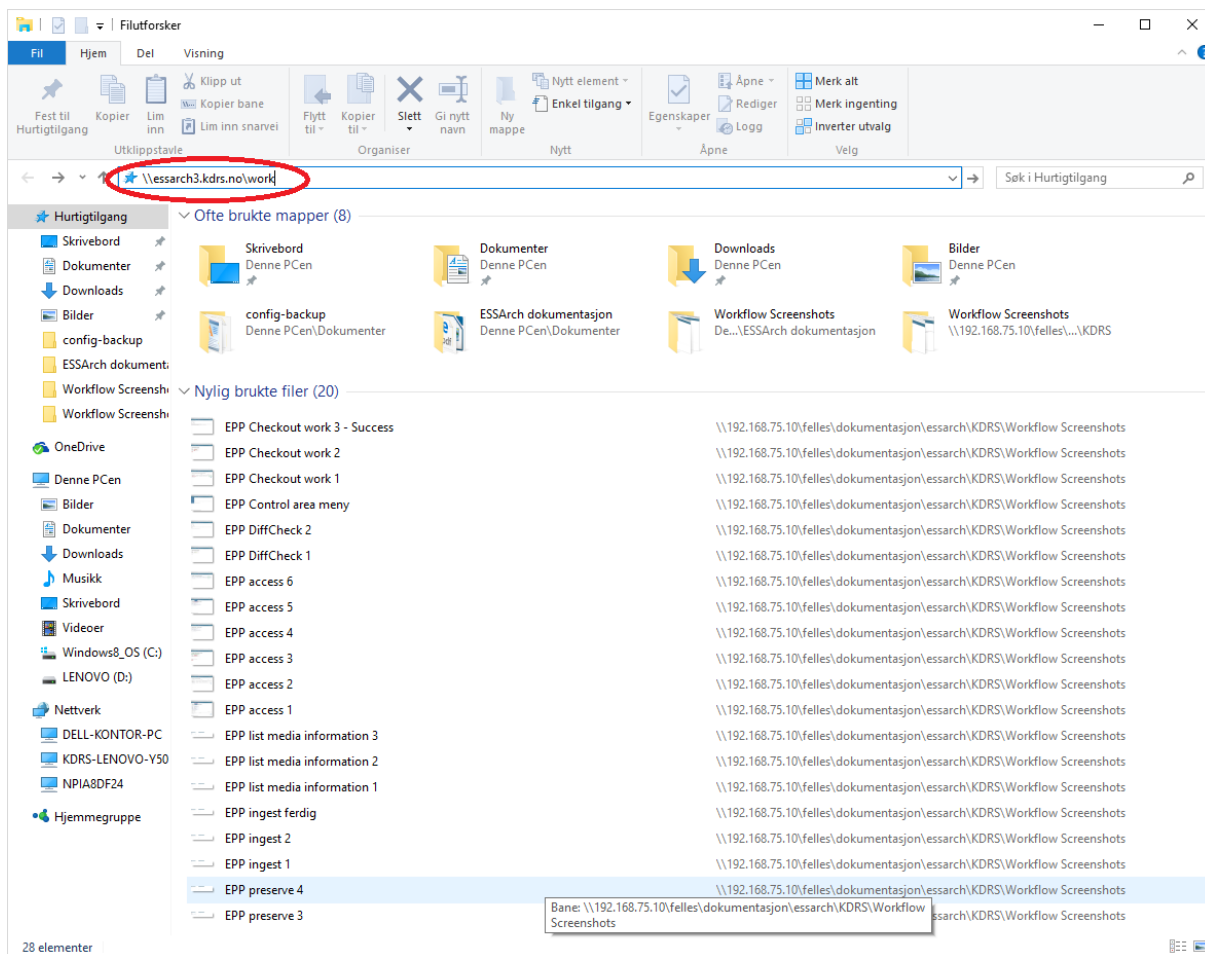 Filutforsker
Fil Hjem Del Visning
Fest til Hurtigtilgang
Kopier
Lim inn
Klipp ut
Kopier bane
Lim inn snarvei
Utklippstavle
Flytt til
Kopier til
Slett
Gi nytt navn
Organiser
Ny mappe
Nytt element
Enkel tilgang
Nytt
Egenskaper
Åpne
Rediger
Logg
Åpne
Merk alt
Merk ingenting
Inverter utvalg
Velg
\\essarch3.kdrs.no\work
Søk i Hurtigtilgang
Hurtigtilgang
Skrivebord
Dokumenter
Downloads
Bilder
config-backup
ESSArch dokument
Workflow Screensh
Workflow Screensh
OneDrive
Denne PCen
Bilder
Dokumenter
Downloads
Musikk
Skrivebord
Videoer
Windows8_OS (C:)
LENOVO (D:)
Nettverk
DELL-KONTOR-PC
KDRS-LENOVO-Y50
NPIA8DF24
Hjemmegruppe
Ofte brukte mapper (8)
Skrivebord
Denne PCen
Dokumenter
Denne PCen
Downloads
Denne PCen
Bilder
Denne PCen
config-backup
Denne PCen\Dokumenter
ESSArch dokumentasjon
Denne PCen\Dokumenter
Workflow Screenshots
De...\ESSArch dokumentasjon
Workflow Screenshots
\\192.168.75.10\felles\...\KDRS
Nylig brukte filer (20)
EPP Checkout work 3 - Success \\192.168.75.10\felles\dokumentasjon\essarch\KDRS\Workflow Screenshots
EPP Checkout work 2 \\192.168.75.10\felles\dokumentasjon\essarch\KDRS\Workflow Screenshots
EPP Checkout work 1 \\192.168.75.10\felles\dokumentasjon\essarch\KDRS\Workflow Screenshots
EPP Control area meny \\192.168.75.10\felles\dokumentasjon\essarch\KDRS\Workflow Screenshots
EPP DiffCheck 2 \\192.168.75.10\felles\dokumentasjon\essarch\KDRS\Workflow Screenshots
EPP DiffCheck 1 \\192.168.75.10\felles\dokumentasjon\essarch\KDRS\Workflow Screenshots
EPP access 6 \\192.168.75.10\felles\dokumentasjon\essarch\KDRS\Workflow Screenshots
EPP access 5 \\192.168.75.10\felles\dokumentasjon\essarch\KDRS\Workflow Screenshots
EPP access 4 \\192.168.75.10\felles\dokumentasjon\essarch\KDRS\Workflow Screenshots
EPP access 3 \\192.168.75.10\felles\dokumentasjon\essarch\KDRS\Workflow Screenshots
EPP access 2 \\192.168.75.10\felles\dokumentasjon\essarch\KDRS\Workflow Screenshots
EPP access 1 \\192.168.75.10\felles\dokumentasjon\essarch\KDRS\Workflow Screenshots
EPP list media information 3 \\192.168.75.10\felles\dokumentasjon\essarch\KDRS\Workflow Screenshots
EPP list media information 2 \\192.168.75.10\felles\dokumentasjon\essarch\KDRS\Workflow Screenshots
EPP list media information 1 \\192.168.75.10\felles\dokumentasjon\essarch\KDRS\Workflow Screenshots
EPP ingest ferdig \\192.168.75.10\felles\dokumentasjon\essarch\KDRS\Workflow Screenshots
EPP ingest 2 \\192.168.75.10\felles\dokumentasjon\essarch\KDRS\Workflow Screenshots
EPP ingest 1 \\192.168.75.10\felles\dokumentasjon\essarch\KDRS\Workflow Screenshots
EPP preserve 4 \\192.168.75.10\felles\dokumentasjon\essarch\KDRS\Workflow Screenshots
EPP preserve 3 ssarch\KDRS\Workflow Screenshots
Bane: \\192.168.75.10\felles\dokumentasjon\essarch\KDRS\Workflow
Screenshots
28 elementer